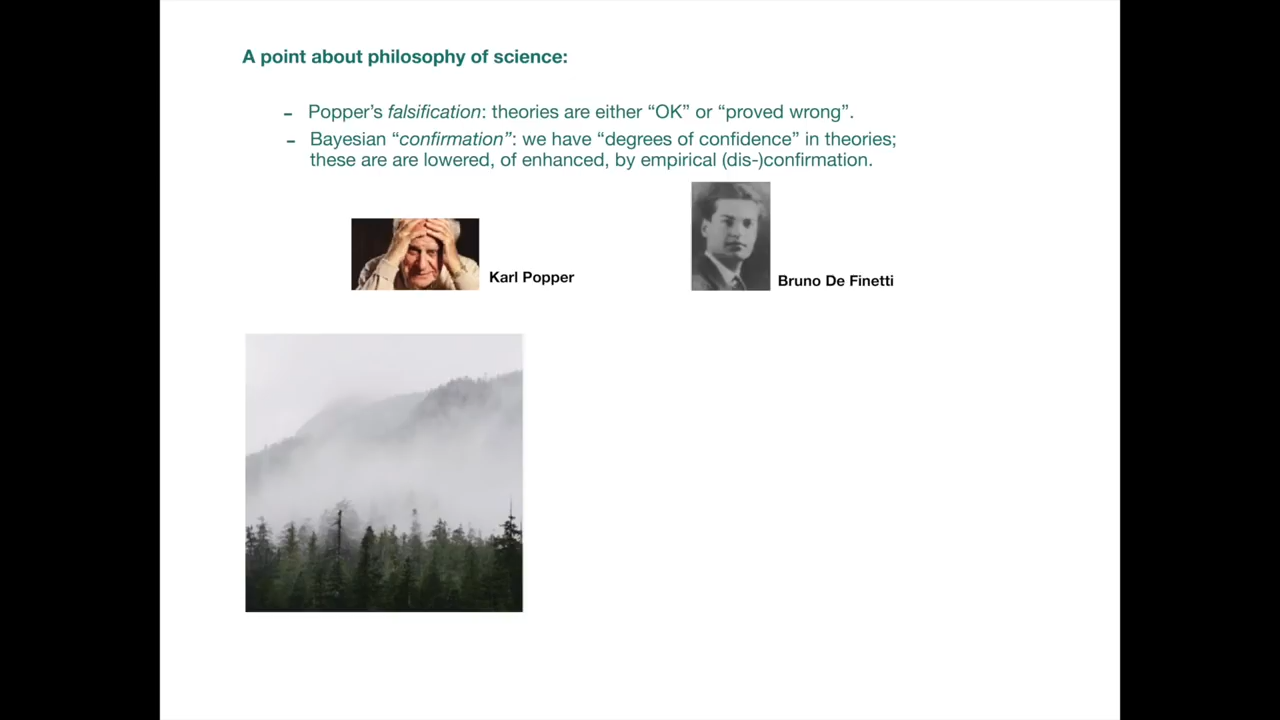 A point about philosophy of science:
- Popper's falsification: theories are either “OK” or “proved wrong”.
- Bayesian “confirmation”: we have “degrees of confidence” in theories;
these are are lowered, of enhanced, by empirical (dis-)confirmation.
Karl Popper
Bruno De Finetti